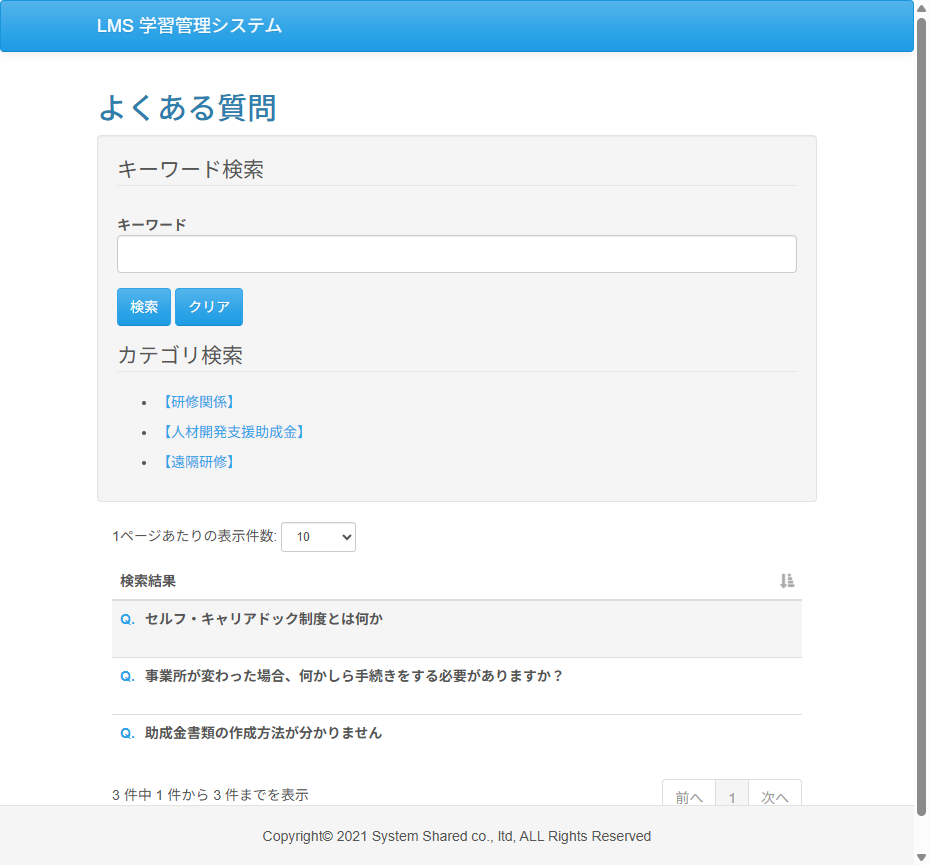 LMS 学習管理システム
よくある質問
キーワード検索
キーワード
検索 クリア
カテゴリ検索
【研修関係】
【人材開発支援助成金】
【遠隔研修】
1ページあたりの表示件数: 10
検索結果
Q. セルフ・キャリアドック制度とは何か
Q. 事業所が変わった場合、何かしら手続きをする必要がありますか？
Q. 助成金書類の作成方法が分かりません
3 件中 1 件から 3 件までを表示 前へ 1 次へ
Copyright© 2021 System Shared co., ltd, ALL Rights Reserved